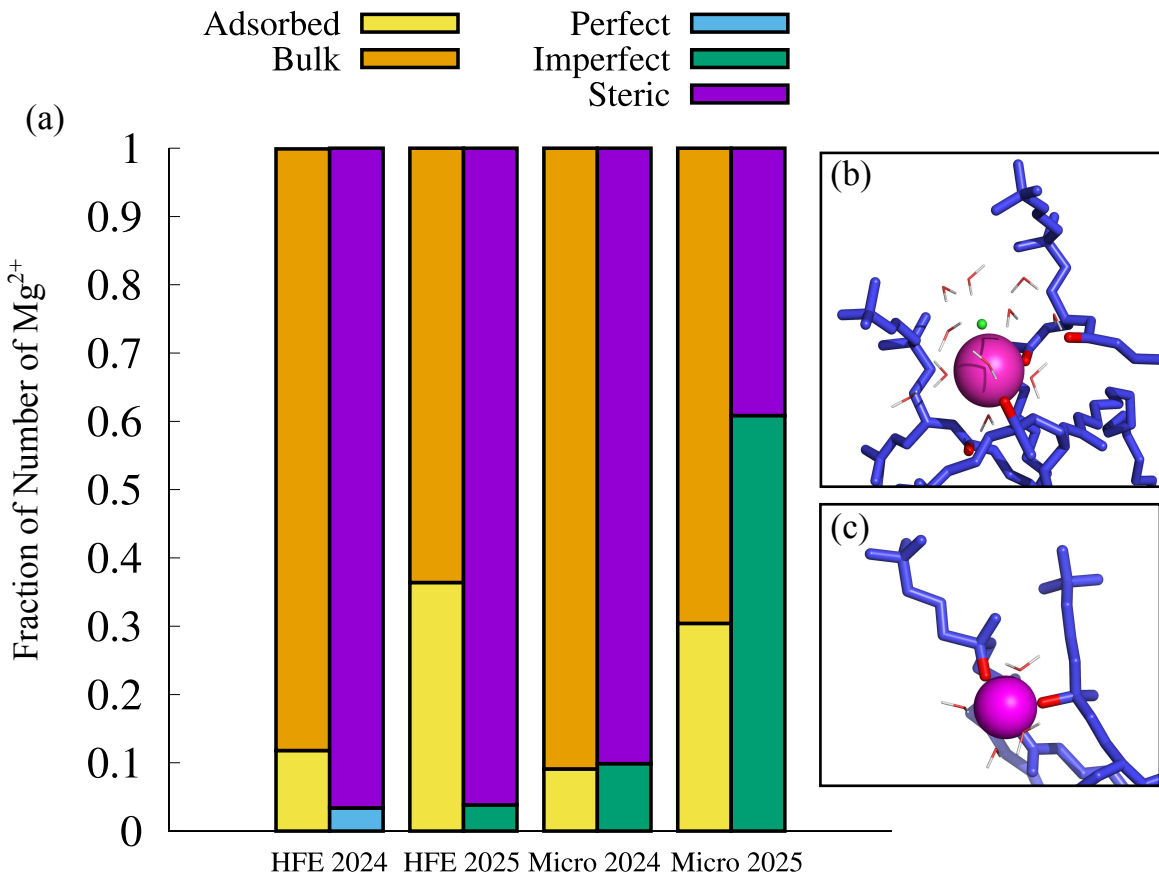 Adsorbed
Bulk
Perfect
Imperfect
Steric
(a)
Fraction of Number of Mg²⁺
1
0.9
0.8
0.7
0.6
0.5
0.4
0.3
0.2
0.1
0
HFE 2024
HFE 2025
Micro 2024
Micro 2025
(b)
(c)